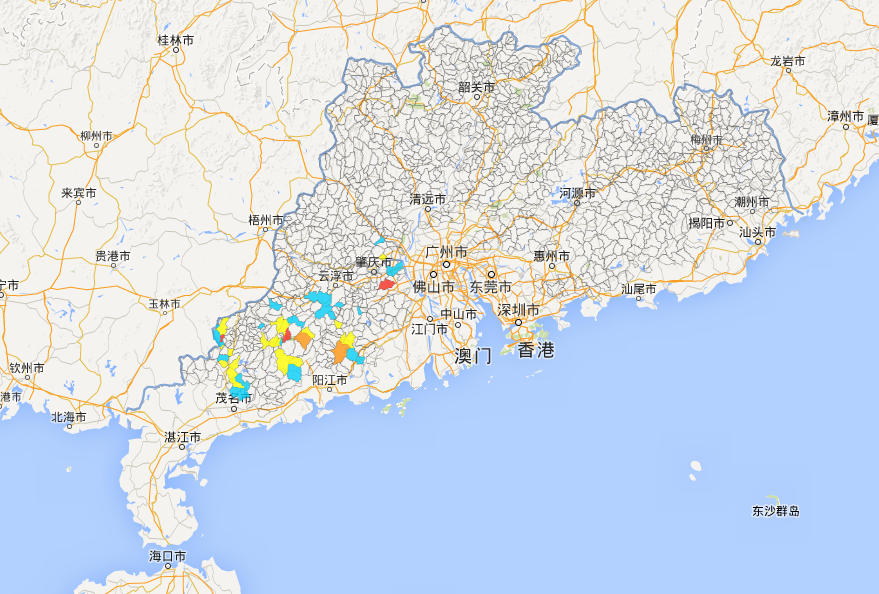 桂林市
龙岩市
韶关市
漳州市
厦
柳州市
梅州市
来宾市
河源市
清远市
潮州市
梧州市
揭阳市
汕头市
广州市
贵港市
惠州市
肇庆市
云浮市
宁市
佛山市
东莞市
汕尾市
玉林市
深圳市
中山市
江门市
香港
澳门
钦州市
阳江市
港市
茂名市
北海市
湛江市
东沙群岛
海口市